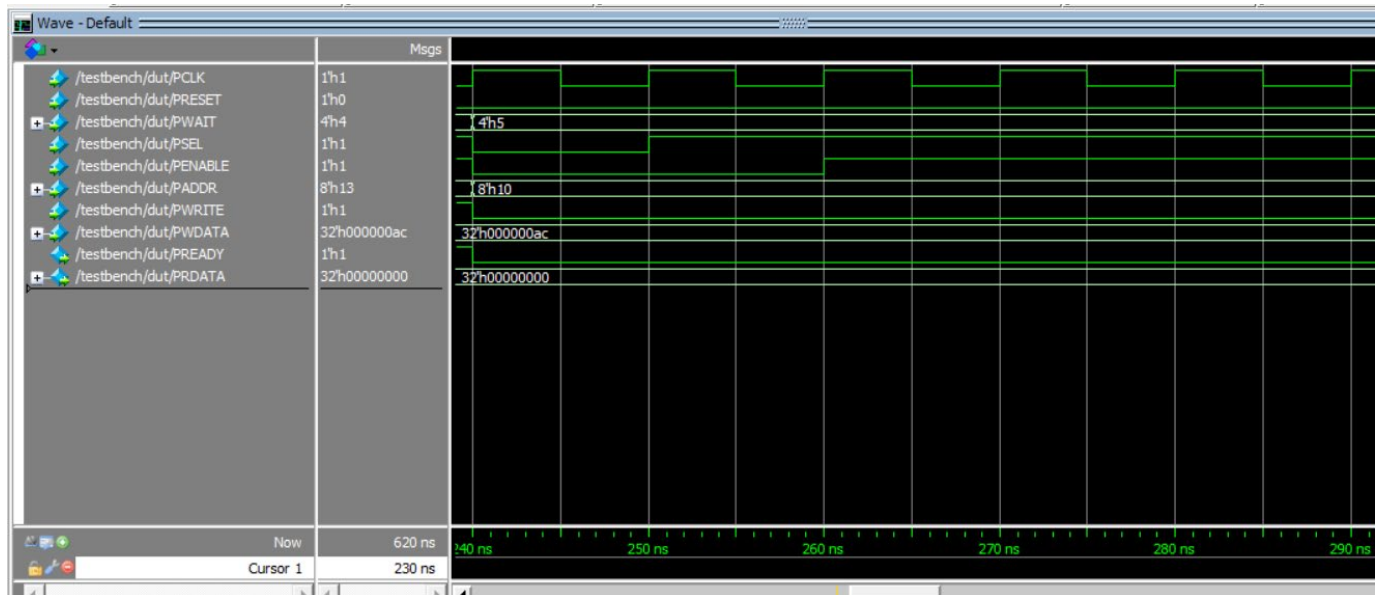 Wave - Default
Msgs
/testbench/dut/PCLK 1'h1
/testbench/dut/PRESET 1'h0
/testbench/dut/PWAIT 4'h4 4'h5
/testbench/dut/PSEL 1'h1
/testbench/dut/PENABLE 1'h1
/testbench/dut/PADDR 8'h13 8'h10
/testbench/dut/PWRITE 1'h1
/testbench/dut/PWDATA 32'h000000ac 32'h000000ac
/testbench/dut/PREADY 1'h1
/testbench/dut/PRDATA 32'h00000000 32'h00000000
Now 620 ns 240 ns 250 ns 260 ns 270 ns 280 ns 290 ns
Cursor 1 230 ns